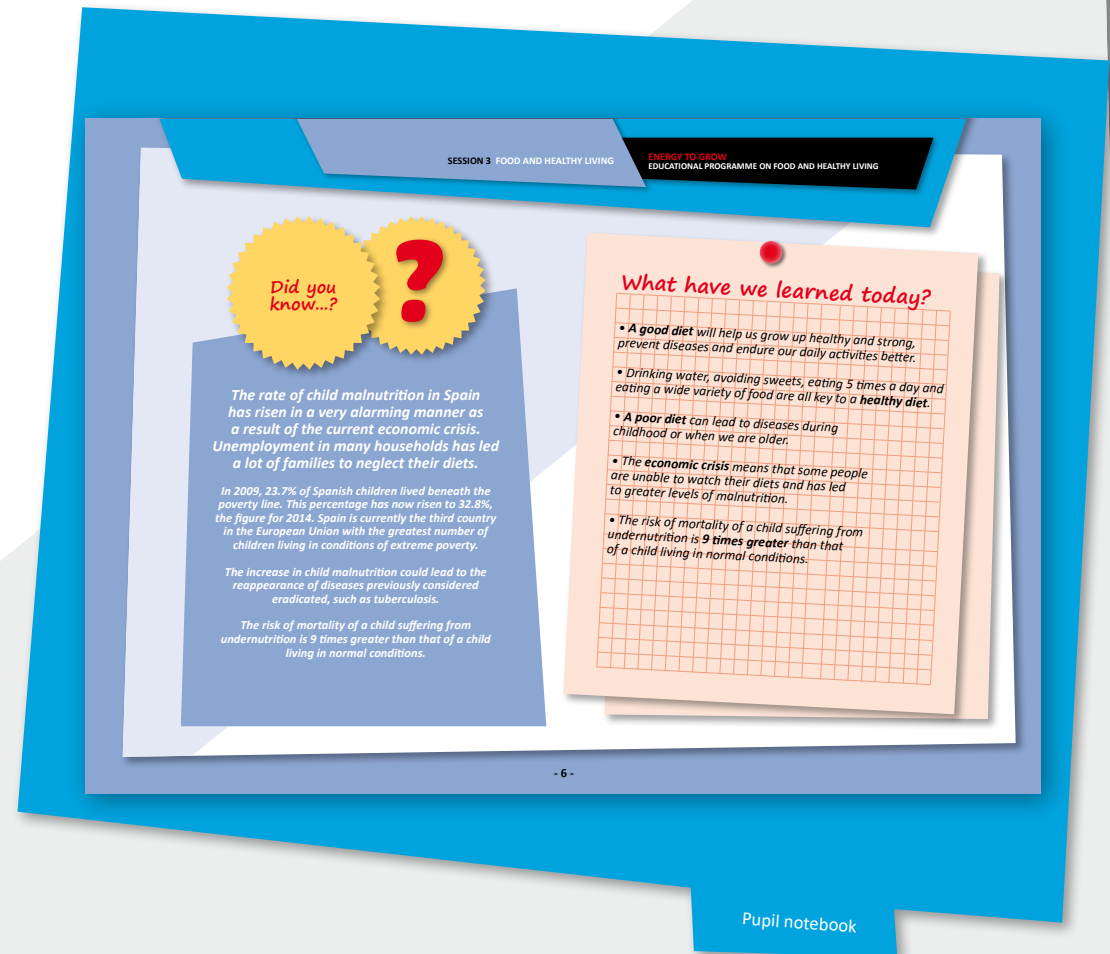 SESSION 3 FOOD AND HEALTHY LIVING
ENERGY TO GROW
EDUCATIONAL PROGRAMME ON FOOD AND HEALTHY LIVING
Did you
know...?
?
The rate of child malnutrition in Spain
has risen in a very alarming manner as
a result of the current economic crisis.
Unemployment in many households has led
a lot of families to neglect their diets.
In 2009, 23.7% of Spanish children lived beneath the
poverty line. This percentage has now risen to 32.8%,
the figure for 2014. Spain is currently the third country
in the European Union with the greatest number of
children living in conditions of extreme poverty.
The increase in child malnutrition could lead to the
reappearance of diseases previously considered
eradicated, such as tuberculosis.
The risk of mortality of a child suffering from
undernutrition is 9 times greater than that of a child
living in normal conditions.
What have we learned today?
• A good diet will help us grow up healthy and strong,
prevent diseases and endure our daily activities better.
• Drinking water, avoiding sweets, eating 5 times a day and
eating a wide variety of food are all key to a healthy diet.
• A poor diet can lead to diseases during
childhood or when we are older.
• The economic crisis means that some people
are unable to watch their diets and has led
to greater levels of malnutrition.
• The risk of mortality of a child suffering from
undernutrition is 9 times greater than that
of a child living in normal conditions.
- 6 -
Pupil notebook